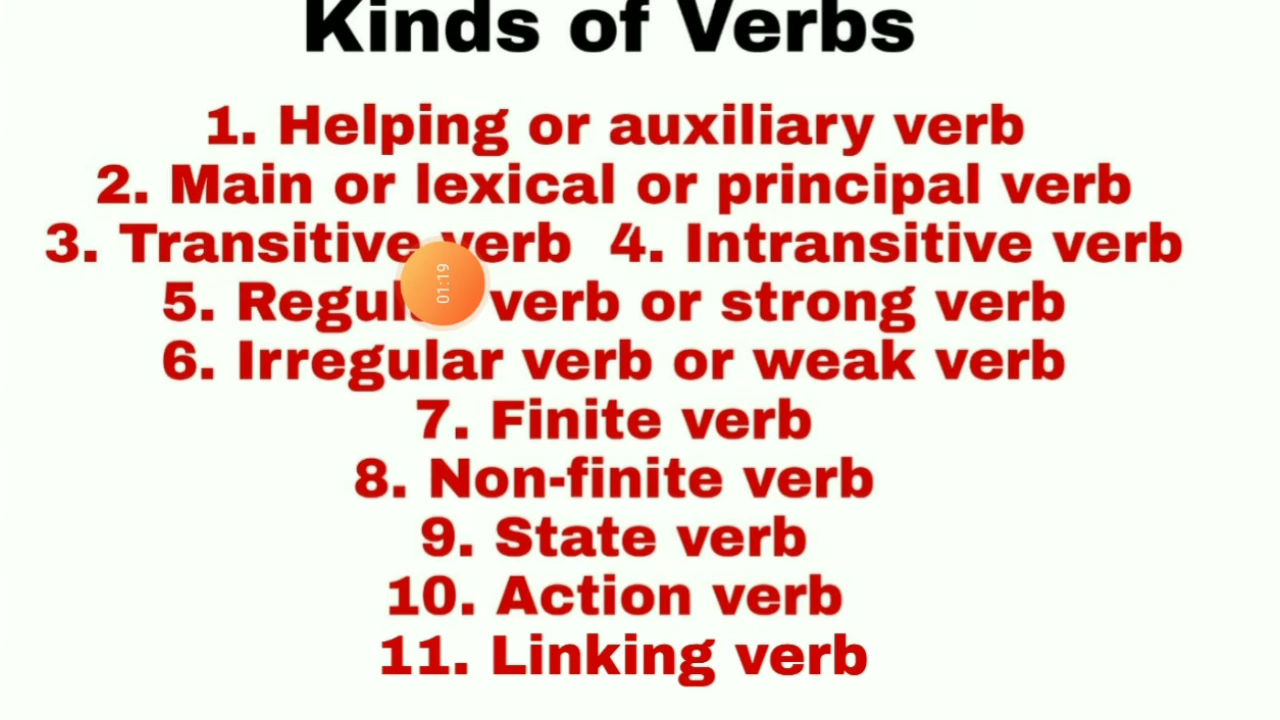 Kinds of Verbs
1. Helping or auxiliary verb
2. Main or lexical or principal verb
3. Transitive verb 4. Intransitive verb
5. verb or strong verb
6. Irregular verb or weak verb
7. Finite verb
8. Non-finite verb
9. State verb
10. Action verb
11. Linking verb
01:19